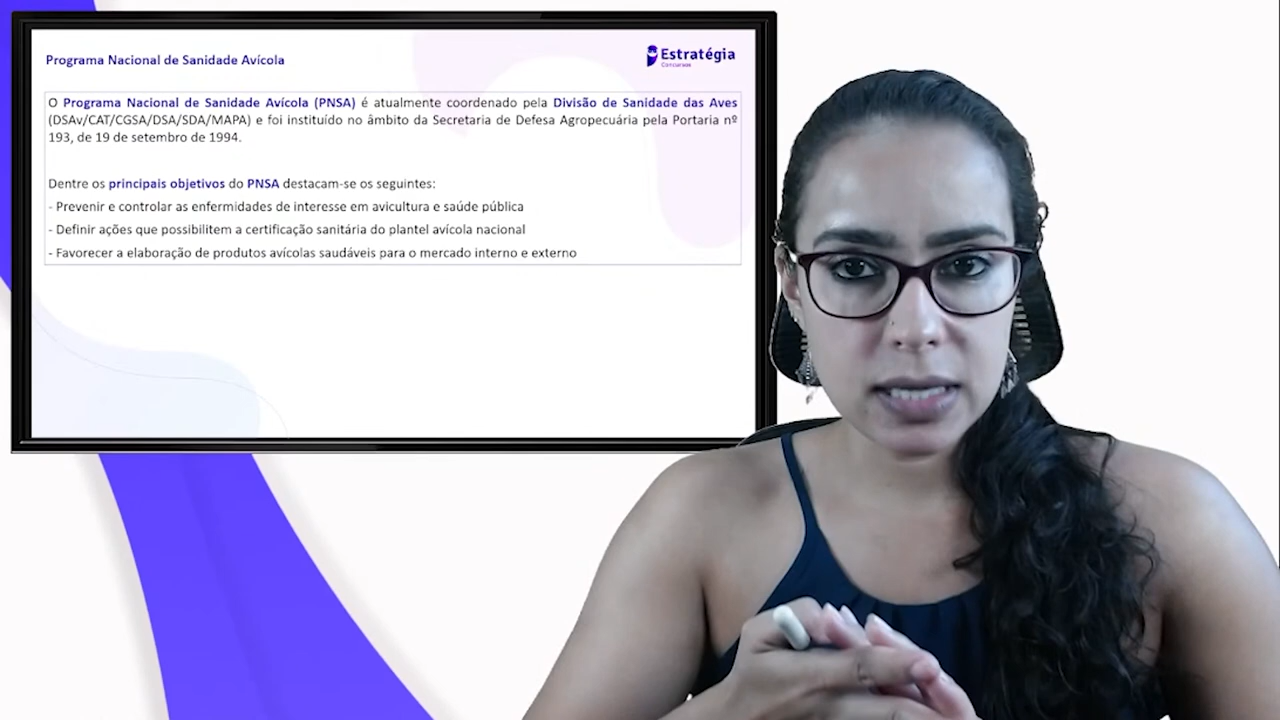 Programa Nacional de Sanidade Avícola
Estratégia
Concursos
O Programa Nacional de Sanidade Avícola (PNSA) é atualmente coordenado pela Divisão de Sanidade das Aves
(DSAv/CAT/CGSA/DSA/SDA/MAPA) e foi instituído no âmbito da Secretaria de Defesa Agropecuária pela Portaria nº
193, de 19 de setembro de 1994.
Dentre os principais objetivos do PNSA destacam-se os seguintes:
- Prevenir e controlar as enfermidades de interesse em avicultura e saúde pública
- Definir ações que possibilitem a certificação sanitária do plantel avícola nacional
- Favorecer a elaboração de produtos avícolas saudáveis para o mercado interno e externo